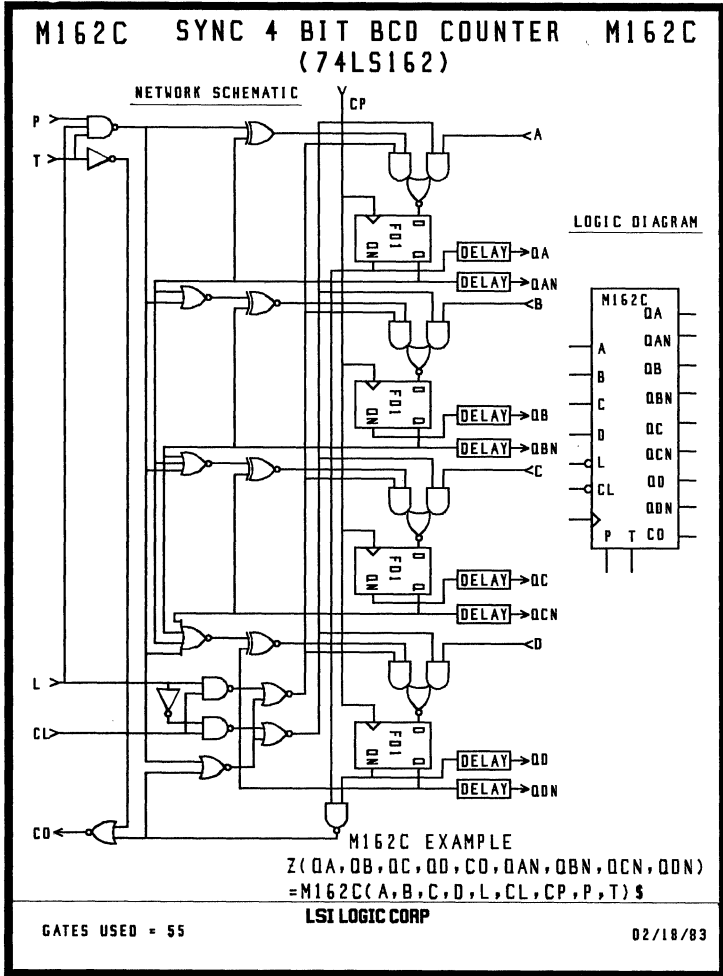 M162C SYNC 4 BIT BCD COUNTER M162C
(74LS162)
NETWORK SCHEMATIC
CP
P
T
A
D
FD1
QN
Q
DELAY QA
DELAY QAN
B
D
FD1
QN
Q
DELAY QB
DELAY QBN
C
D
FD1
QN
Q
DELAY QC
DELAY QCN
D
L
CL
D
FD1
QN
Q
DELAY QD
DELAY QDN
CO
LOGIC DIAGRAM
M162C
QA
QAN
A
QB
B
QBN
C
QC
D
QCN
L
QD
CL
QDN
P T CO
M162C EXAMPLE
Z(QA,QB,QC,QD,CO,QAN,QBN,QCN,QDN)
=M162C(A,B,C,D,L,CL,CP,P,T)$
LSI LOGIC CORP
GATES USED = 55
02/18/83